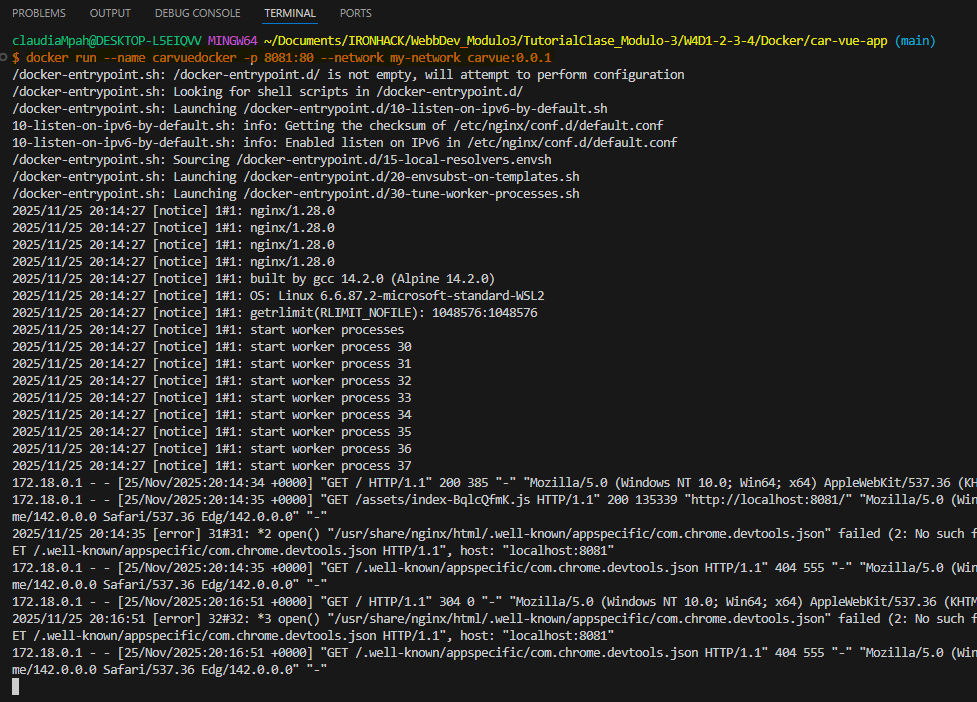 PROBLEMS OUTPUT DEBUG CONSOLE TERMINAL PORTS
claudiaMpah@DESKTOP-L5EIQVV MINGW64 ~/Documents/IRONHACK/WebbDev_Modulo3/TutorialClase_Modulo-3/W4D1-2-3-4/Docker/car-vue-app (main)
$ docker run --name carvuedocker -p 8081:80 --network my-network carvue:0.0.1
/docker-entrypoint.sh: /docker-entrypoint.d/ is not empty, will attempt to perform configuration
/docker-entrypoint.sh: Looking for shell scripts in /docker-entrypoint.d/
/docker-entrypoint.sh: Launching /docker-entrypoint.d/10-listen-on-ipv6-by-default.sh
10-listen-on-ipv6-by-default.sh: info: Getting the checksum of /etc/nginx/conf.d/default.conf
10-listen-on-ipv6-by-default.sh: info: Enabled listen on IPv6 in /etc/nginx/conf.d/default.conf
/docker-entrypoint.sh: Sourcing /docker-entrypoint.d/15-local-resolvers.envsh
/docker-entrypoint.sh: Launching /docker-entrypoint.d/20-envsubst-on-templates.sh
/docker-entrypoint.sh: Launching /docker-entrypoint.d/30-tune-worker-processes.sh
2025/11/25 20:14:27 [notice] 1#1: nginx/1.28.0
2025/11/25 20:14:27 [notice] 1#1: nginx/1.28.0
2025/11/25 20:14:27 [notice] 1#1: nginx/1.28.0
2025/11/25 20:14:27 [notice] 1#1: nginx/1.28.0
2025/11/25 20:14:27 [notice] 1#1: built by gcc 14.2.0 (Alpine 14.2.0)
2025/11/25 20:14:27 [notice] 1#1: OS: Linux 6.6.87.2-microsoft-standard-WSL2
2025/11/25 20:14:27 [notice] 1#1: getrlimit(RLIMIT_NOFILE): 1048576:1048576
2025/11/25 20:14:27 [notice] 1#1: start worker processes
2025/11/25 20:14:27 [notice] 1#1: start worker process 30
2025/11/25 20:14:27 [notice] 1#1: start worker process 31
2025/11/25 20:14:27 [notice] 1#1: start worker process 32
2025/11/25 20:14:27 [notice] 1#1: start worker process 33
2025/11/25 20:14:27 [notice] 1#1: start worker process 34
2025/11/25 20:14:27 [notice] 1#1: start worker process 35
2025/11/25 20:14:27 [notice] 1#1: start worker process 36
2025/11/25 20:14:27 [notice] 1#1: start worker process 37
172.18.0.1 - - [25/Nov/2025:20:14:34 +0000] "GET / HTTP/1.1" 200 385 "-" "Mozilla/5.0 (Windows NT 10.0; Win64; x64) AppleWebKit/537.36 (KH
172.18.0.1 - - [25/Nov/2025:20:14:35 +0000] "GET /assets/index-BqlcQfmK.js HTTP/1.1" 200 135339 "http://localhost:8081/" "Mozilla/5.0 (Win
me/142.0.0.0 Safari/537.36 Edg/142.0.0.0" "-"
2025/11/25 20:14:35 [error] 31#31: *2 open() "/usr/share/nginx/html/.well-known/appspecific/com.chrome.devtools.json" failed (2: No such f
ET /.well-known/appspecific/com.chrome.devtools.json HTTP/1.1", host: "localhost:8081"
172.18.0.1 - - [25/Nov/2025:20:14:35 +0000] "GET /.well-known/appspecific/com.chrome.devtools.json HTTP/1.1" 404 555 "-" "Mozilla/5.0 (Win
me/142.0.0.0 Safari/537.36 Edg/142.0.0.0" "-"
172.18.0.1 - - [25/Nov/2025:20:16:51 +0000] "GET / HTTP/1.1" 304 0 "-" "Mozilla/5.0 (Windows NT 10.0; Win64; x64) AppleWebKit/537.36 (KHTM
2025/11/25 20:16:51 [error] 32#32: *3 open() "/usr/share/nginx/html/.well-known/appspecific/com.chrome.devtools.json" failed (2: No such f
ET /.well-known/appspecific/com.chrome.devtools.json HTTP/1.1", host: "localhost:8081"
172.18.0.1 - - [25/Nov/2025:20:16:51 +0000] "GET /.well-known/appspecific/com.chrome.devtools.json HTTP/1.1" 404 555 "-" "Mozilla/5.0 (Win
me/142.0.0.0 Safari/537.36 Edg/142.0.0.0" "-"